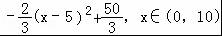 -2/3(x-5)²+50/3, x∈(0, 10)